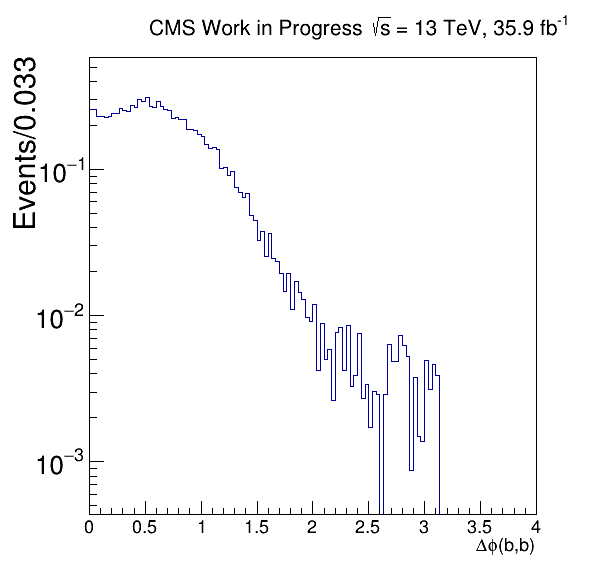 CMS Work in Progress √s = 13 TeV, 35.9 fb⁻¹
Events/0.033
10⁻¹
10⁻²
10⁻³
0 0.5 1 1.5 2 2.5 3 3.5 4
Δϕ(b,b)